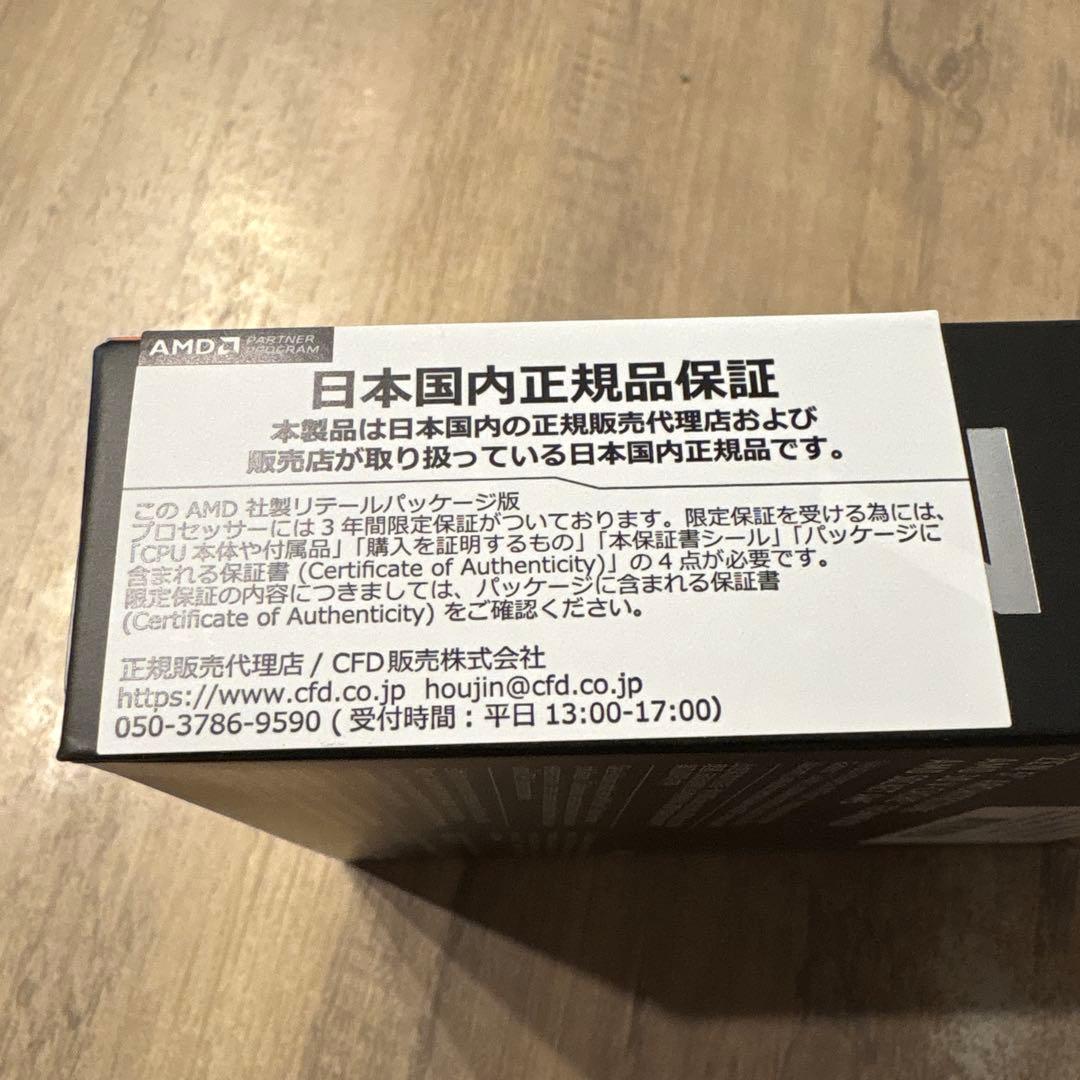 AMD PARTNER PROGRAM
日本国内正規品保証
本製品は日本国内の正規販売代理店および
販売店が取り扱っている日本国内正規品です。
この AMD 社製リテールパッケージ版
プロセッサーには 3 年間限定保証がついております。限定保証を受ける為には、
「CPU 本体や付属品」「購入を証明するもの」「本保証書シール」「パッケージに
含まれる保証書 (Certificate of Authenticity)」の 4 点が必要です。
限定保証の内容につきましては、パッケージに含まれる保証書
(Certificate of Authenticity) をご確認ください。
正規販売代理店 / CFD販売株式会社
https://www.cfd.co.jp houjin@cfd.co.jp
050-3786-9590 ( 受付時間 : 平日 13:00-17:00)